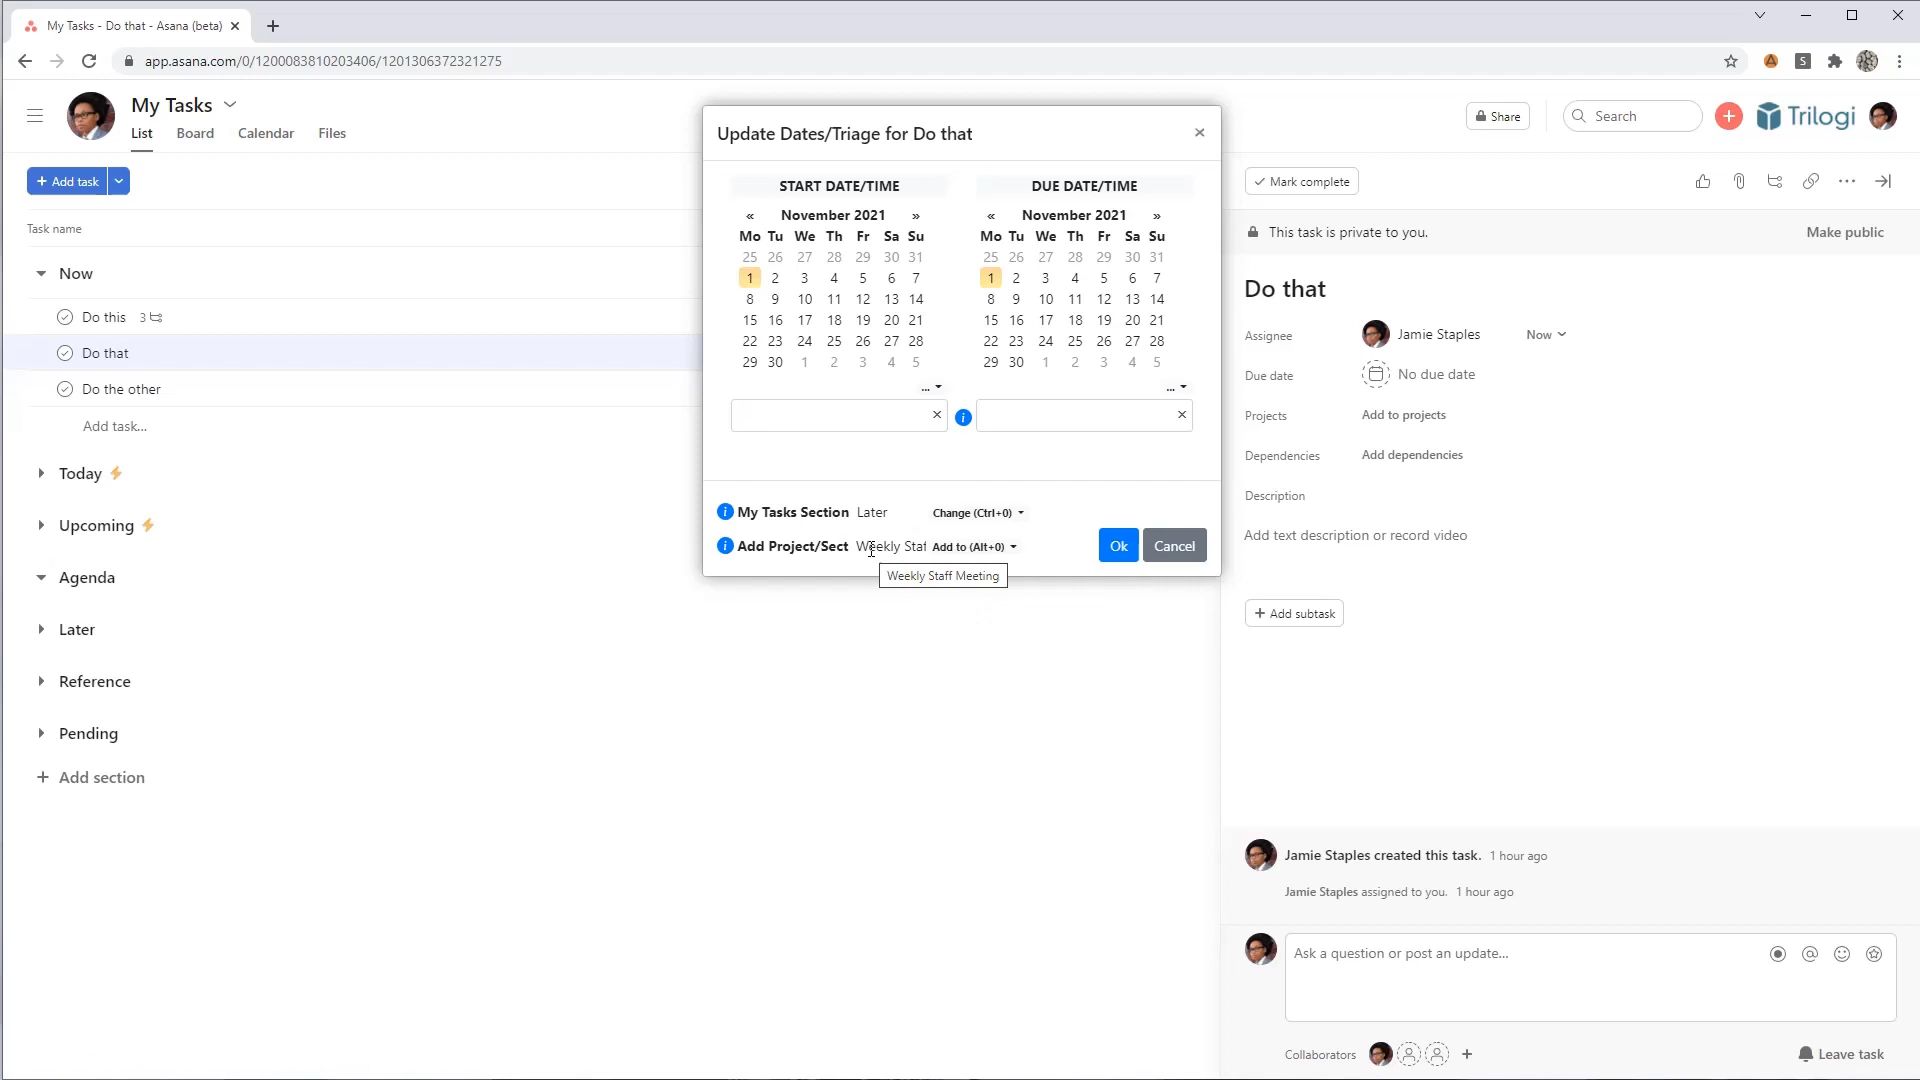 My Tasks - Do that - Asana (beta)
app.asana.com/0/1200083810203406/1201306372321275
My Tasks
List Board Calendar Files
Share
Search
Trilogi
+ Add task
Task name
Now
Do this 3
Do that
Do the other
Add task...
Today
Upcoming
Agenda
Later
Reference
Pending
+ Add section
Update Dates/Triage for Do that
START DATE/TIME
« November 2021 »
Mo Tu We Th Fr Sa Su
25 26 27 28 29 30 31
1 2 3 4 5 6 7
8 9 10 11 12 13 14
15 16 17 18 19 20 21
22 23 24 25 26 27 28
29 30 1 2 3 4 5
...
DUE DATE/TIME
« November 2021 »
Mo Tu We Th Fr Sa Su
25 26 27 28 29 30 31
1 2 3 4 5 6 7
8 9 10 11 12 13 14
15 16 17 18 19 20 21
22 23 24 25 26 27 28
29 30 1 2 3 4 5
...
My Tasks Section Later Change (Ctrl+0)
Add Project/Sect Weekly Staf Add to (Alt+0)
Ok Cancel
Weekly Staff Meeting
Mark complete
This task is private to you. Make public
Do that
Assignee Jamie Staples Now
Due date No due date
Projects Add to projects
Dependencies Add dependencies
Description
Add text description or record video
+ Add subtask
Jamie Staples created this task. 1 hour ago
Jamie Staples assigned to you. 1 hour ago
Ask a question or post an update...
Collaborators
Leave task